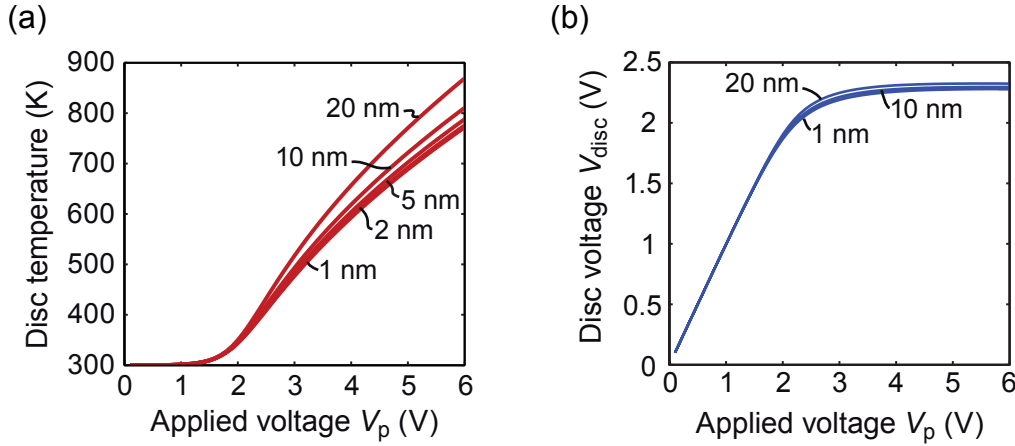 (a)
Disc temperature (K)
900
800
700
600
500
400
300
20 nm
10 nm
5 nm
2 nm
1 nm
0 1 2 3 4 5 6
Applied voltage Vp (V)
(b)
Disc voltage Vdisc (V)
2.5
2
1.5
1
0.5
0
20 nm
10 nm
1 nm
0 1 2 3 4 5 6
Applied voltage Vp (V)